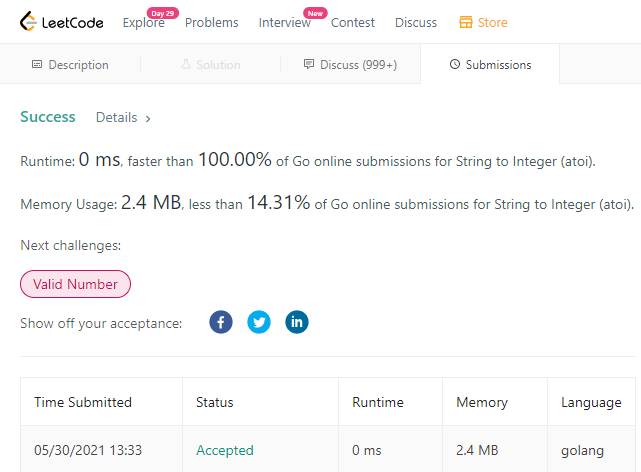 Day 29 New
LeetCode Explore Problems Interview Contest Discuss Store
Description Solution Discuss (999+) Submissions
Success Details >
Runtime: 0 ms, faster than 100.00% of Go online submissions for String to Integer (atoi).
Memory Usage: 2.4 MB, less than 14.31% of Go online submissions for String to Integer (atoi).
Next challenges:
Valid Number
Show off your acceptance:
Time Submitted Status Runtime Memory Language
05/30/2021 13:33 Accepted 0 ms 2.4 MB golang